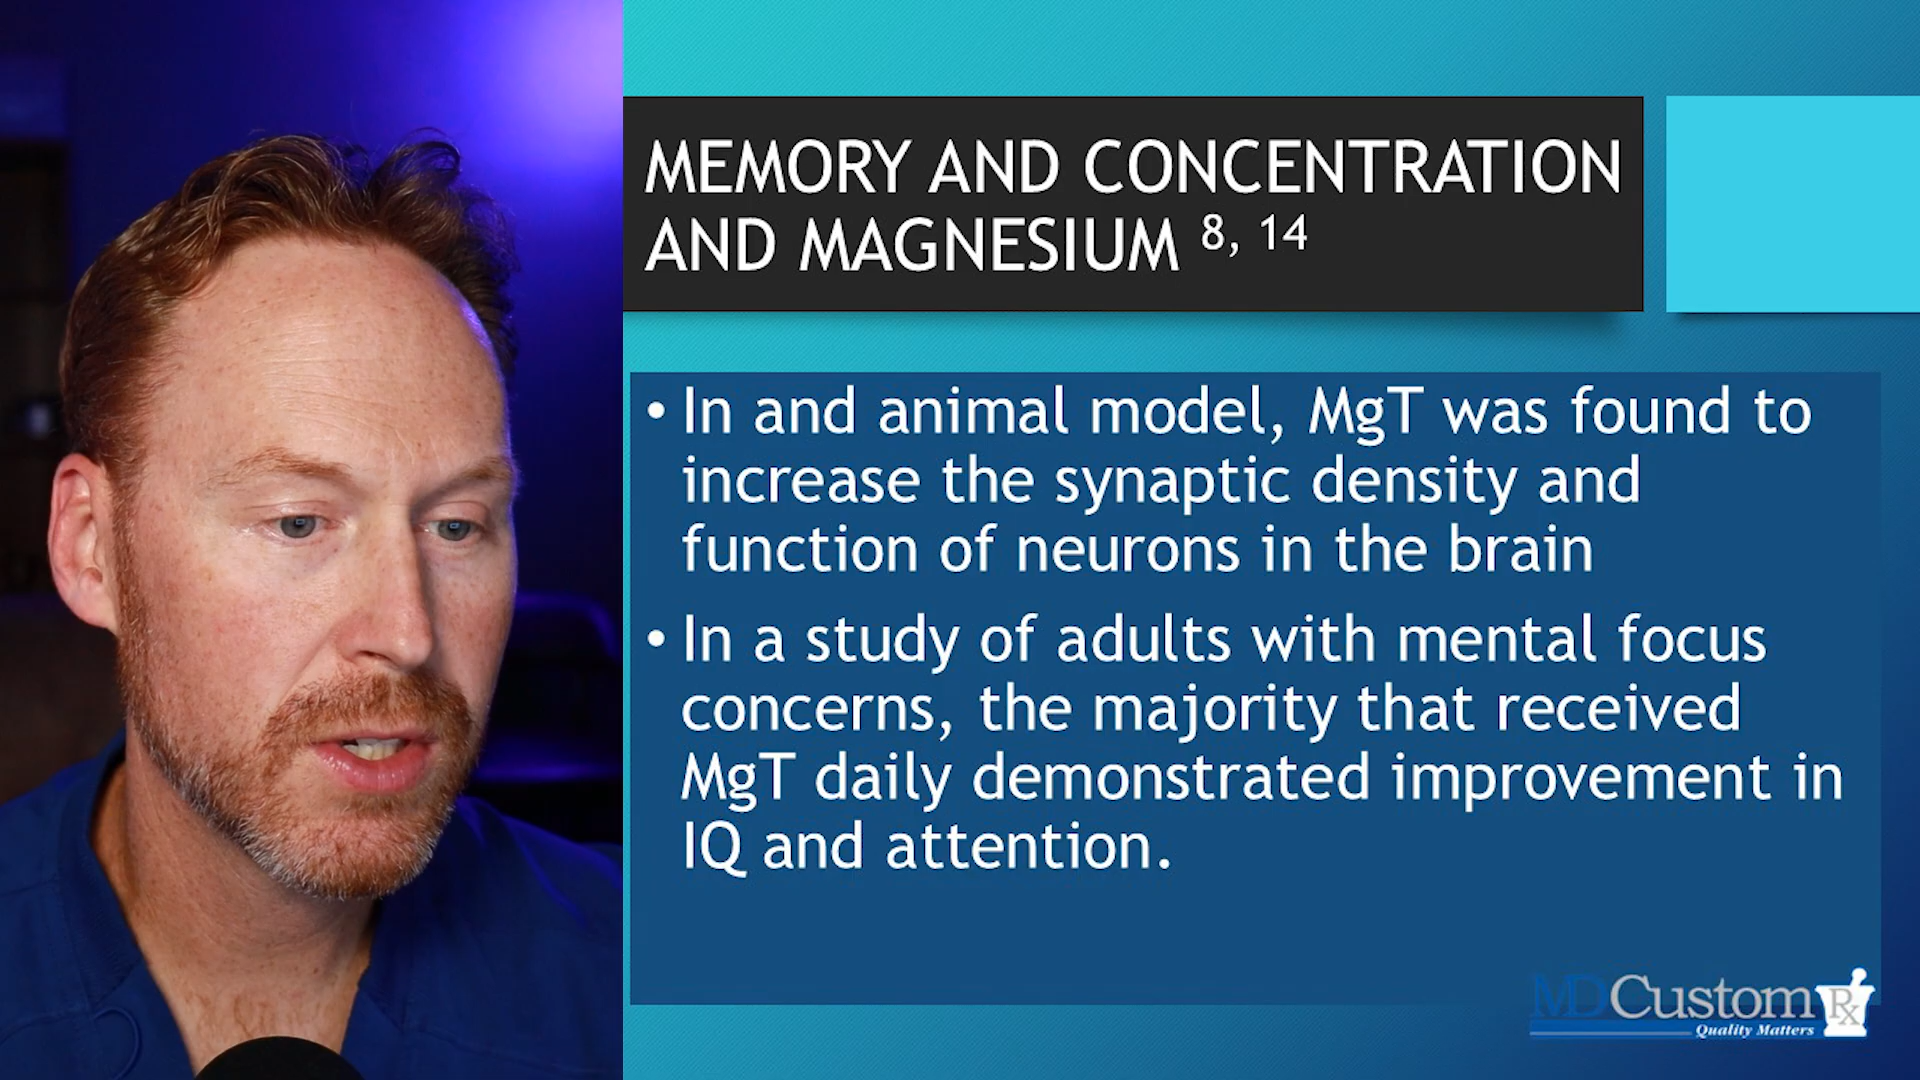 MEMORY AND CONCENTRATION
AND MAGNESIUM 8, 14
• In and animal model, MgT was found to
increase the synaptic density and
function of neurons in the brain
• In a study of adults with mental focus
concerns, the majority that received
MgT daily demonstrated improvement in
IQ and attention.
MDCustom Rx
Quality Matters